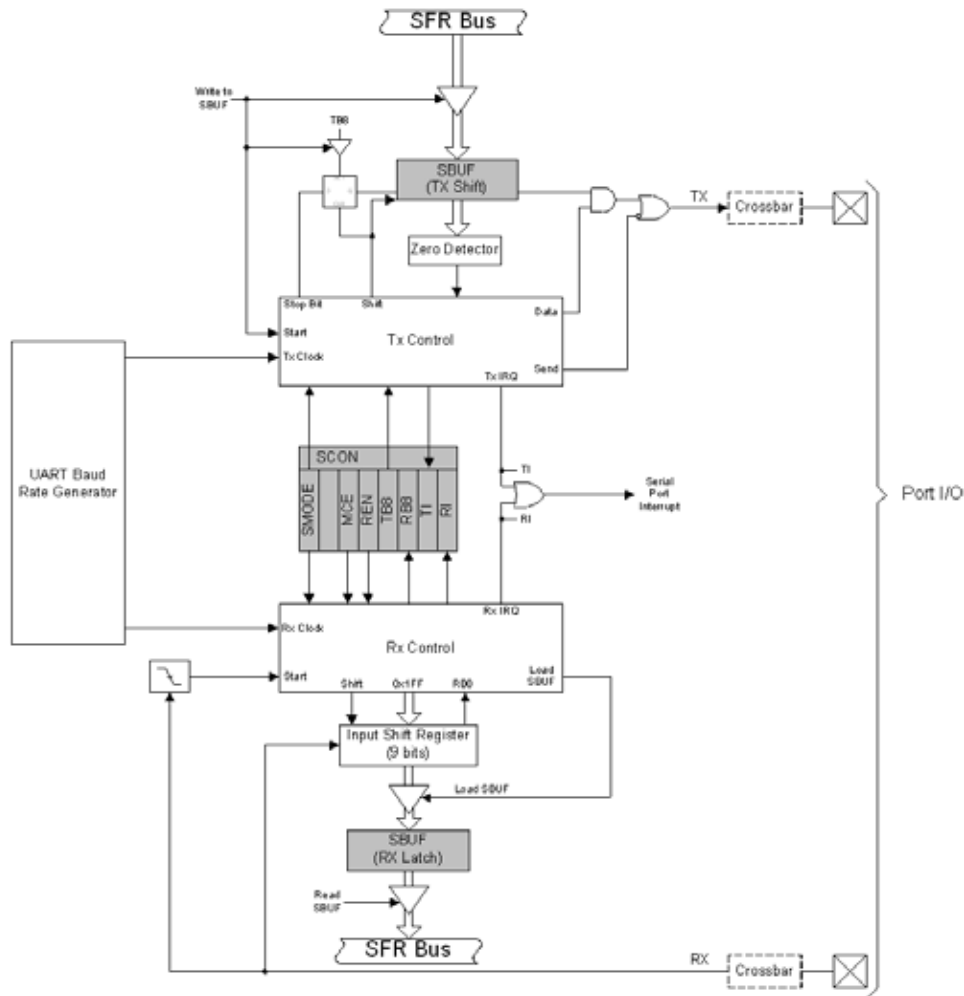 SFR Bus
Write to
SBUF
TB8
SBUF
(TX Shift)
TX
Crossbar
Zero Detector
Stop Bit
Shift
Data
Start
Tx Control
Tx Clock
Send
Tx IRQ
UART Baud
Rate Generator
SCON
SMODE
MCE
REN
TB8
RB8
TI
RI
TI
Serial
Port
Interrupt
RI
Port I/O
Rx IRQ
Rx Clock
Rx Control
Start
Load
SBUF
Shift
0x1FF
Input Shift Register
(9 bits)
Load SBUF
SBUF
(RX Latch)
Read
SBUF
SFR Bus
RX
Crossbar